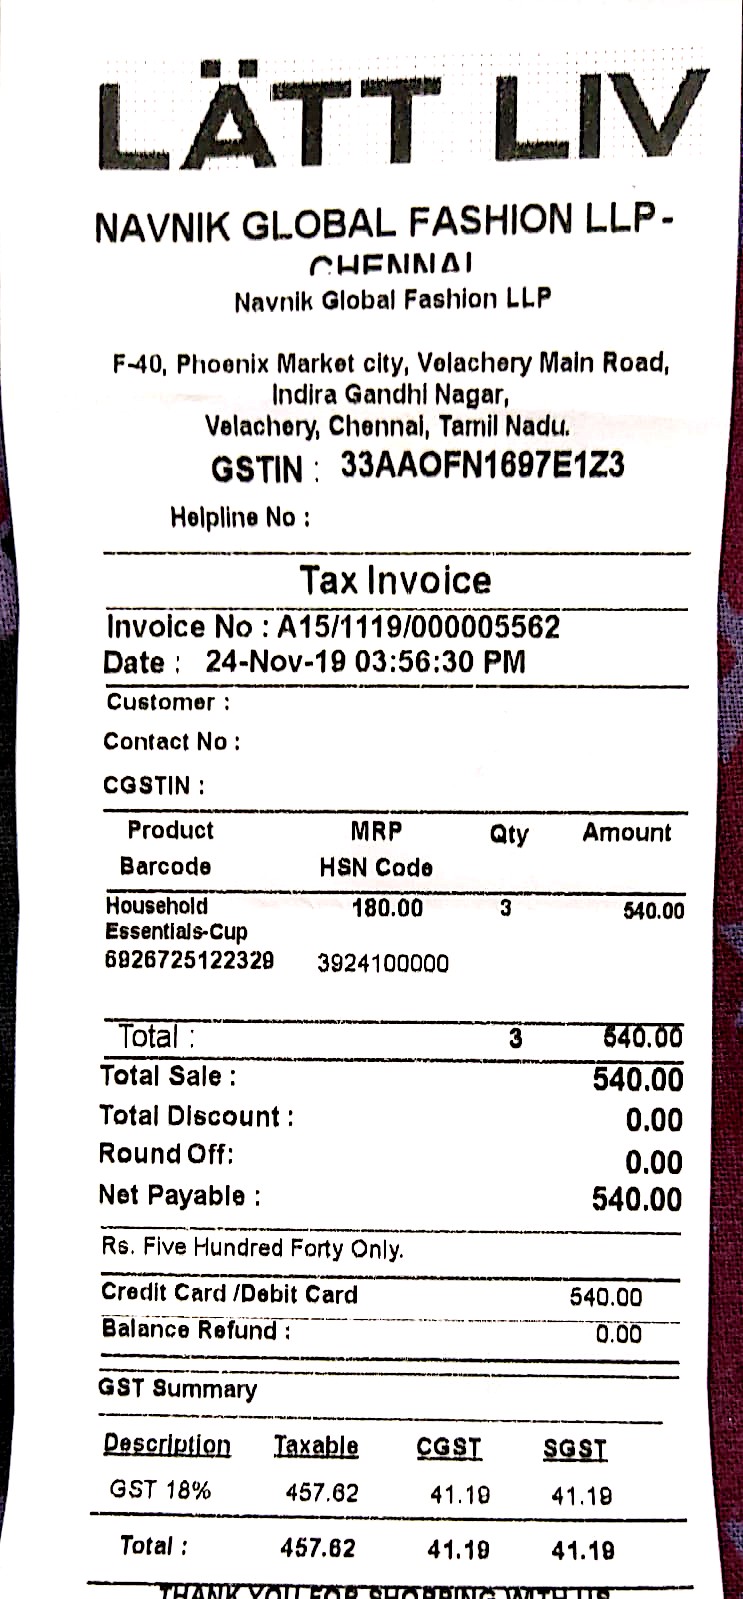 LÄTT LIV
NAVNIK GLOBAL FASHION LLP-
CHENNAI
Navnik Global Fashion LLP
F-40, Phoenix Market city, Velachery Main Road,
Indira Gandhi Nagar,
Velachery, Chennai, Tamil Nadu.
GSTIN : 33AAOFN1697E1Z3
Helpline No :
Tax Invoice
Invoice No : A15/1119/000005562
Date : 24-Nov-19 03:56:30 PM
Customer :
Contact No :
CGSTIN :
Product MRP Qty Amount
Barcode HSN Code
Household 180.00 3 540.00
Essentials-Cup
6926725122329 3924100000
Total : 3 540.00
Total Sale : 540.00
Total Discount : 0.00
Round Off: 0.00
Net Payable : 540.00
Rs. Five Hundred Forty Only.
Credit Card /Debit Card 540.00
Balance Refund : 0.00
GST Summary
Description Taxable CGST SGST
GST 18% 457.62 41.19 41.19
Total : 457.62 41.19 41.19
THANK YOU FOR SHOPPING WITH US